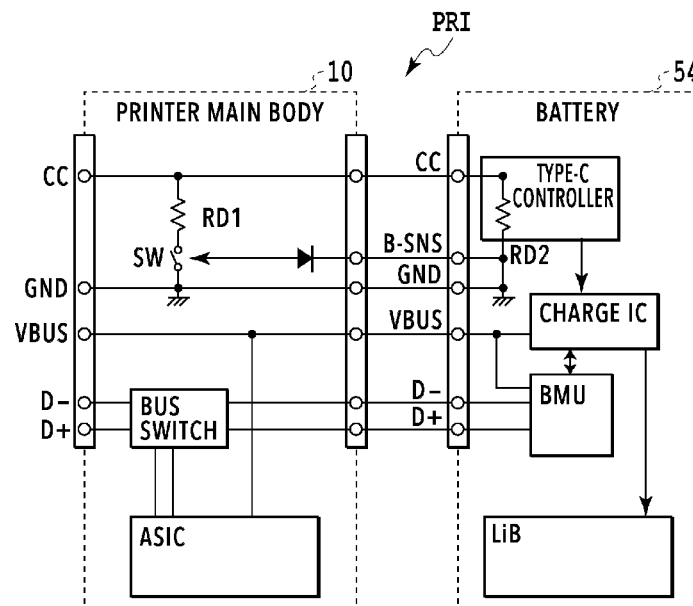 PRI
10
54
PRINTER MAIN BODY
BATTERY
CC
CC
TYPE-C
CONTROLLER
RD1
SW
B-SNS
RD2
GND
GND
VBUS
VBUS
CHARGE IC
D-
D-
BUS
SWITCH
BMU
D+
D+
ASIC
LiB